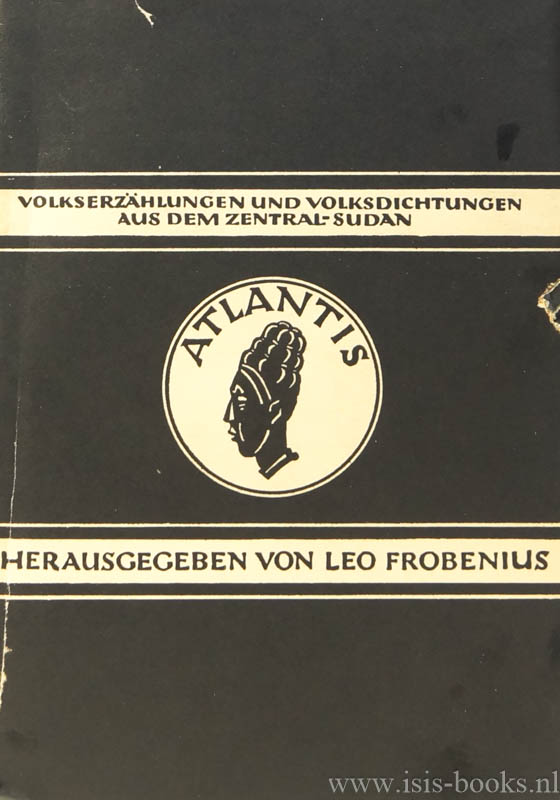 VOLKSERZÄHLUNGEN UND VOLKSDICHTUNGEN
AUS DEM ZENTRAL-SUDAN
ATLANTIS
HERAUSGEGEBEN VON LEO FROBENIUS
www.isis-books.nl